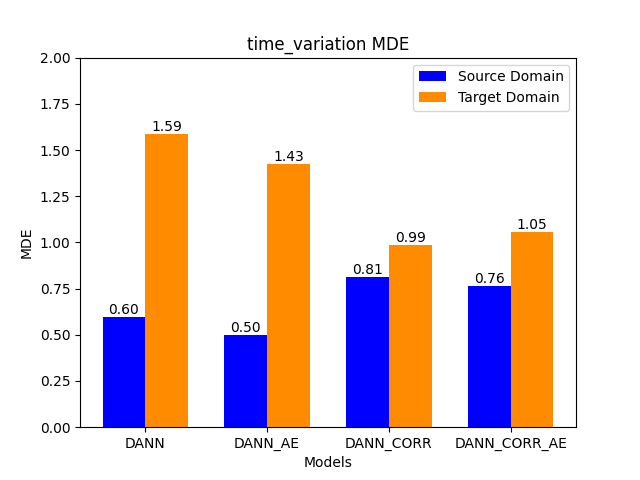 time_variation MDE
Source Domain
Target Domain
MDE
2.00
1.75
1.50
1.25
1.00
0.75
0.50
0.25
0.00
0.60
1.59
0.50
1.43
0.81
0.99
0.76
1.05
DANN
DANN_AE
DANN_CORR
DANN_CORR_AE
Models